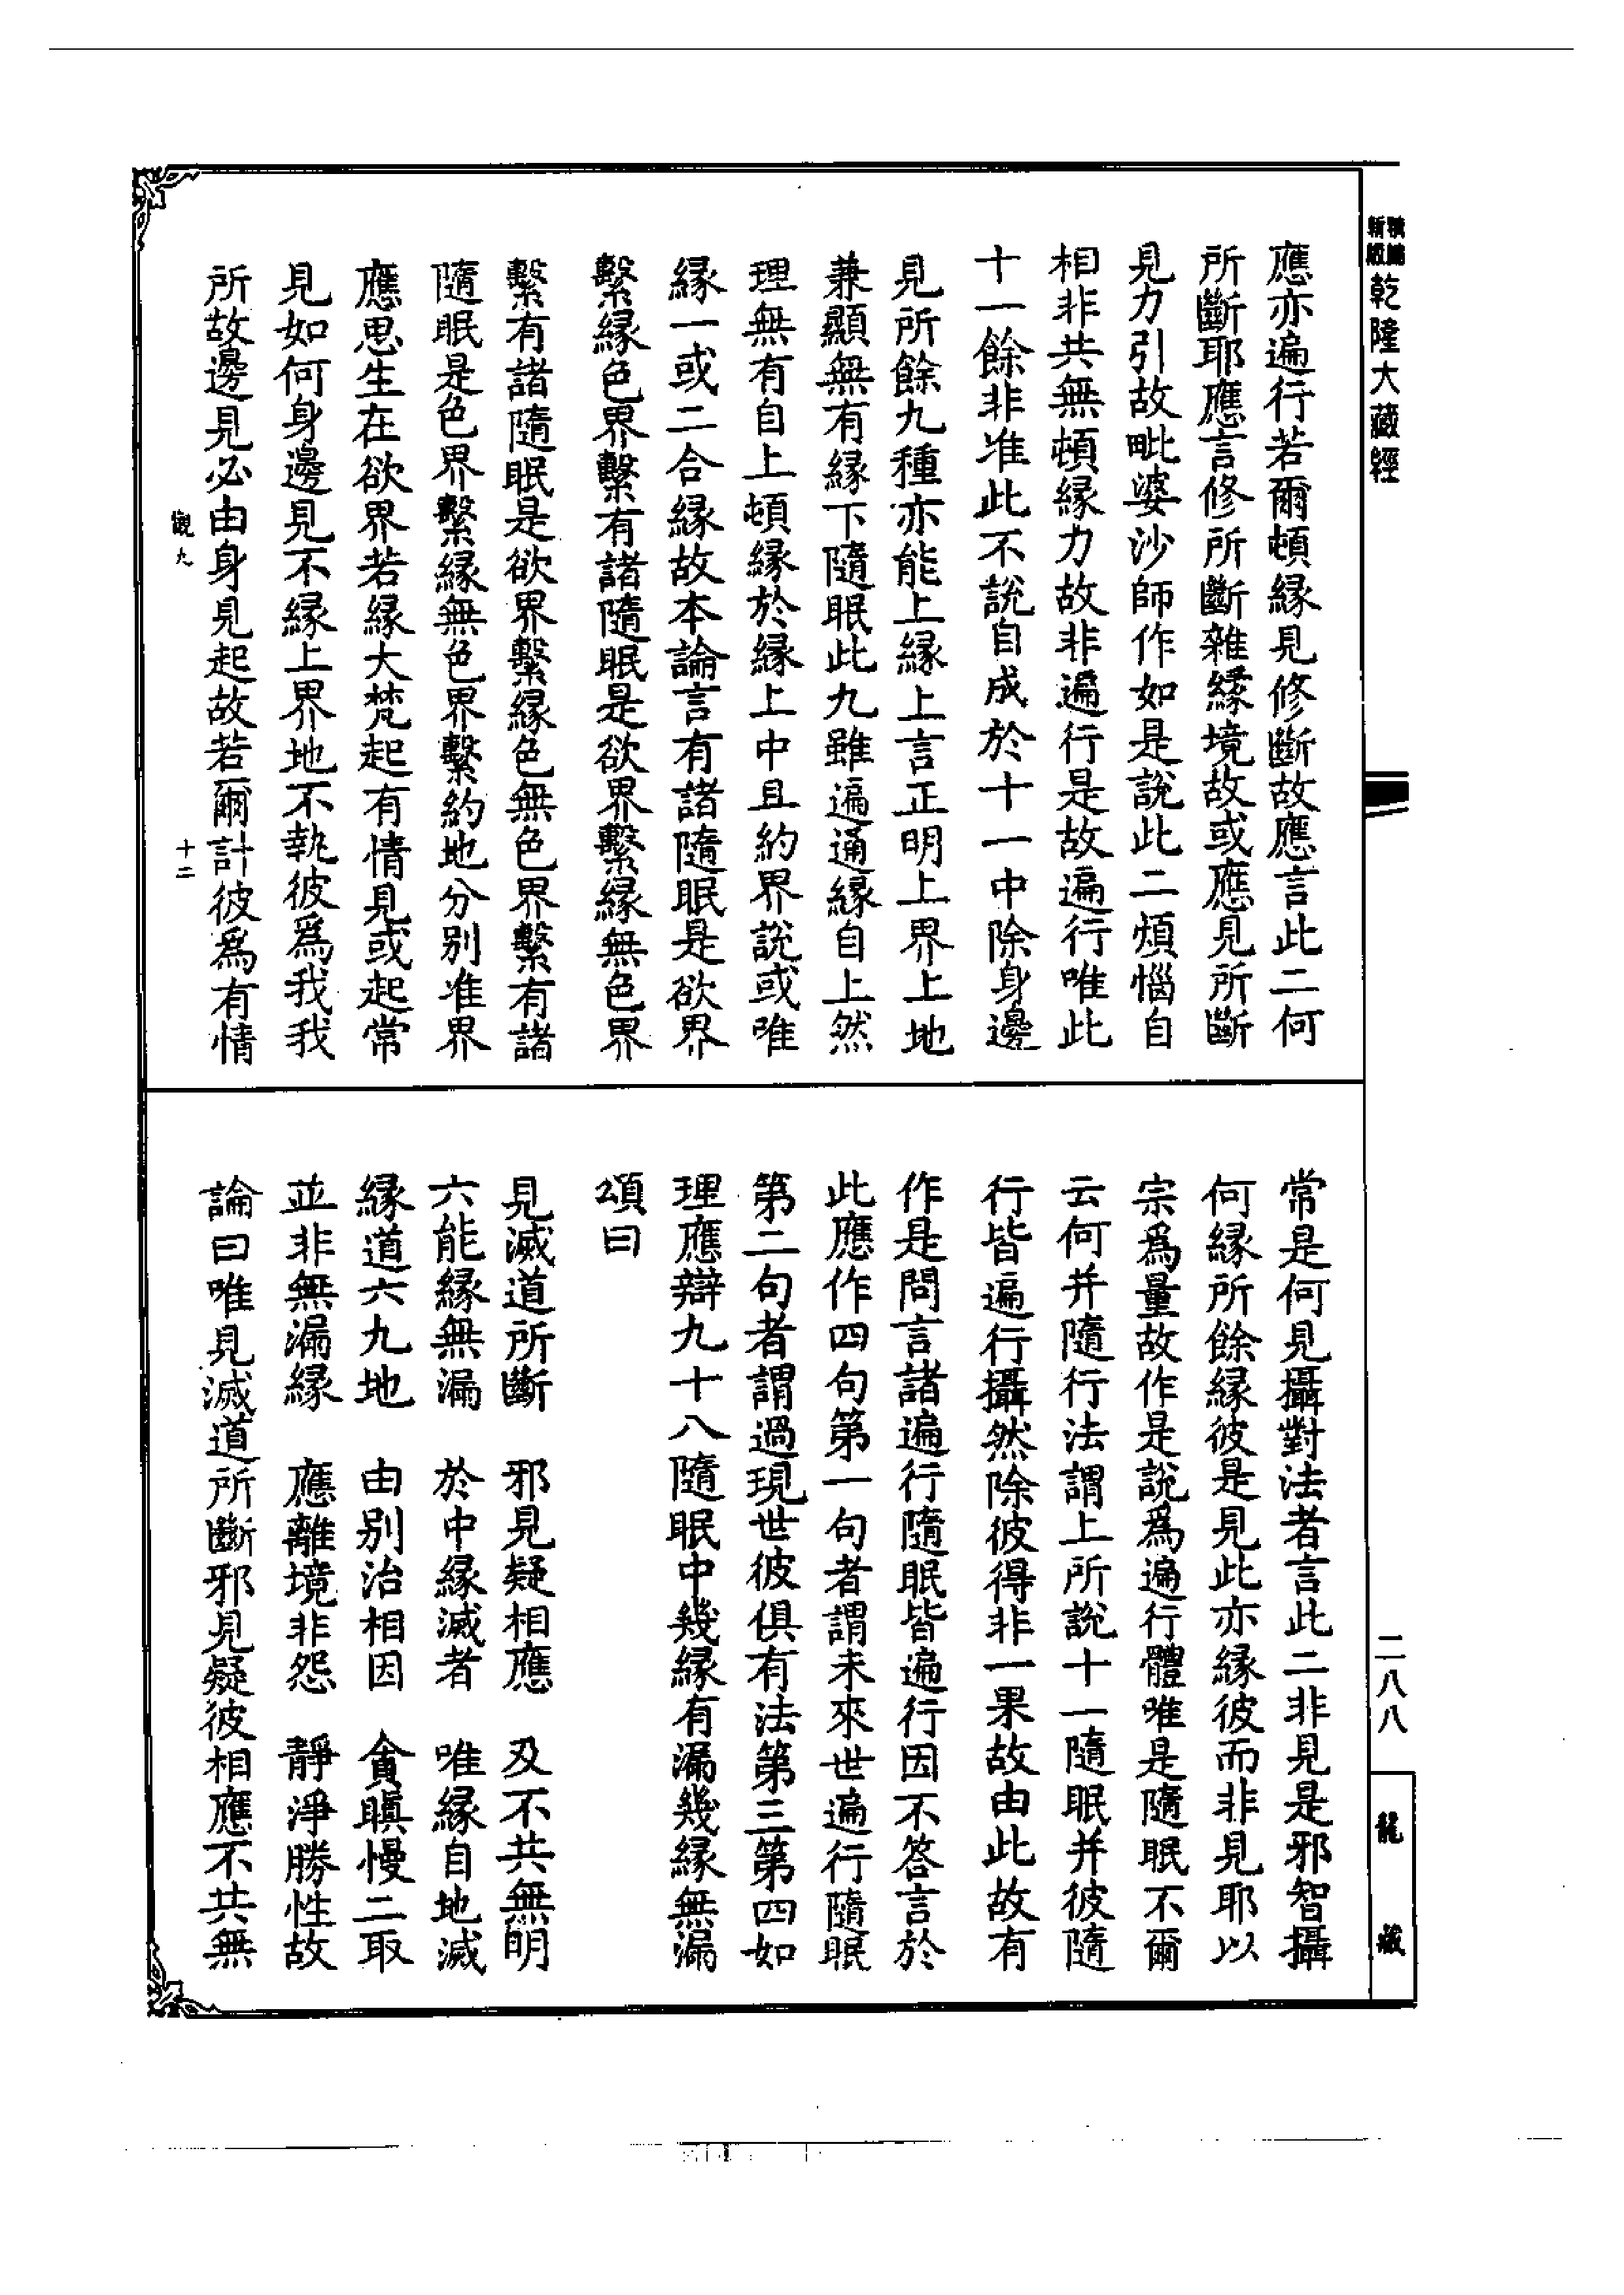 新編
縮版
乾隆大藏經
應亦遍行若爾頓緣見修斷故應言此二何
所斷耶應言修所斷雜緣境故或應見所斷
見力引故毗婆沙師作如是說此二煩惱自
相非共無頓緣力故非遍行是故遍行唯此
十一餘非准此不說自成於十一中除身邊
見所餘九種亦能上緣上言正明上界上地
兼顯無有緣下隨眠此九雖遍通緣自上然
理無有自上頓緣於緣上中且約界說或唯
緣一或二合緣故本論言有諸隨眠是欲界
繫緣色界繫有諸隨眠是欲界繫緣無色界
繫有諸隨眠是欲界繫緣色無色界繫有諸
隨眠是色界繫緣無色界繫約地分別准界
應思生在欲界若緣大梵起有情見或起常
見如何身邊見不緣上界地不執彼為我我
所故邊見必由身見起故若爾計彼為有情
觀九
十二
常是何見攝對法者言此二非見是邪智攝
何緣所餘緣彼是見此亦緣彼而非見耶以
宗為量故作是說為遍行體唯是隨眠不爾
云何并隨行法謂上所說十一隨眠并彼隨
行皆遍行攝然除彼得非一果故由此故有
作是問言諸遍行隨眠皆遍行因不答言於
此應作四句第一句者謂未來世遍行隨眠
第二句者謂過現世彼俱有法第三第四如
理應辯九十八隨眠中幾緣有漏幾緣無漏
頌曰
見滅道所斷　邪見疑相應　及不共無明
六能緣無漏　於中緣滅者　唯緣自地滅
緣道六九地　由別治相因　貪瞋慢二取
並非無漏緣　應離境非怨　靜淨勝性故
論曰唯見滅道所斷邪見疑彼相應不共無
二八八
龍藏